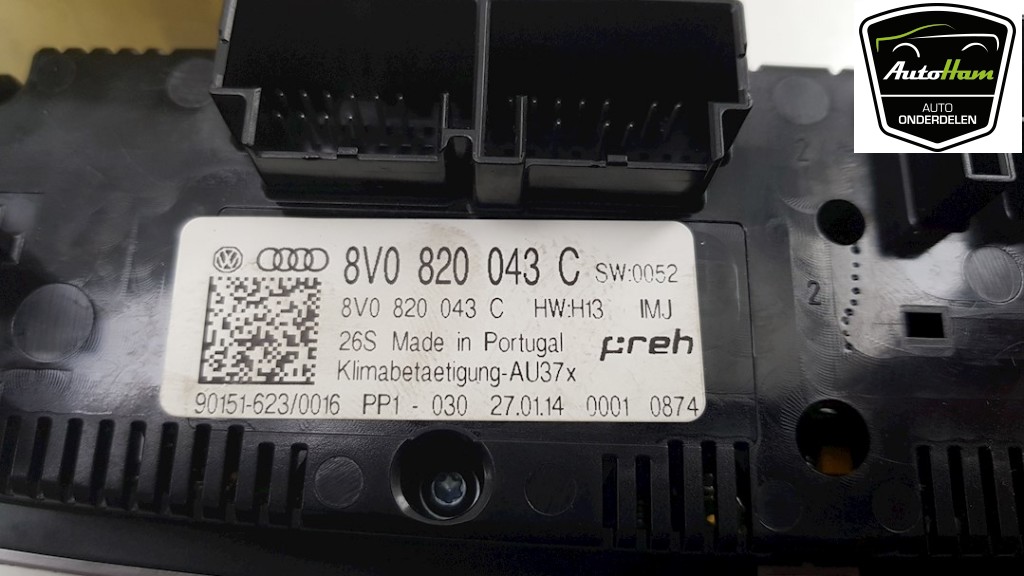 AutoHam
AUTO
ONDERDELEN
8V0 820 043 C SW:0052
8V0 820 043 C HW:H13 IMJ
26S Made in Portugal preh
Klimabetaetigung-AU37x
90151-623/0016 PP1 - 030 27.01.14 0001 0874
2
2